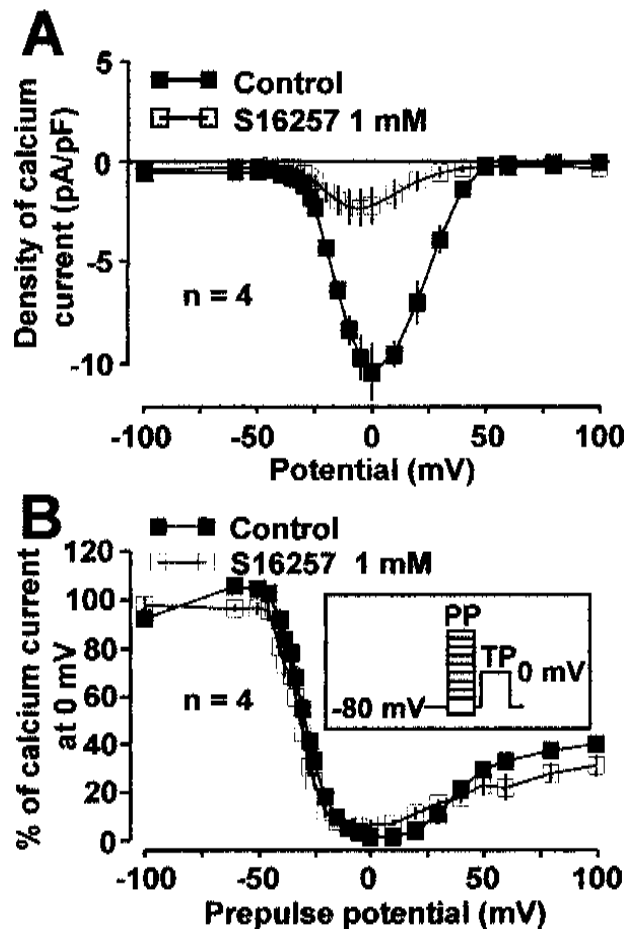 A
Density of calcium
current (pA/pF)
5
0
-5
-10
Control
S16257 1 mM
n = 4
-100 -50 0 50 100
Potential (mV)
B
% of calcium current
at 0 mV
120
100
80
60
40
20
0
Control
S16257 1 mM
n = 4
PP
TP
0 mV
-80 mV
-100 -50 0 50 100
Prepulse potential (mV)